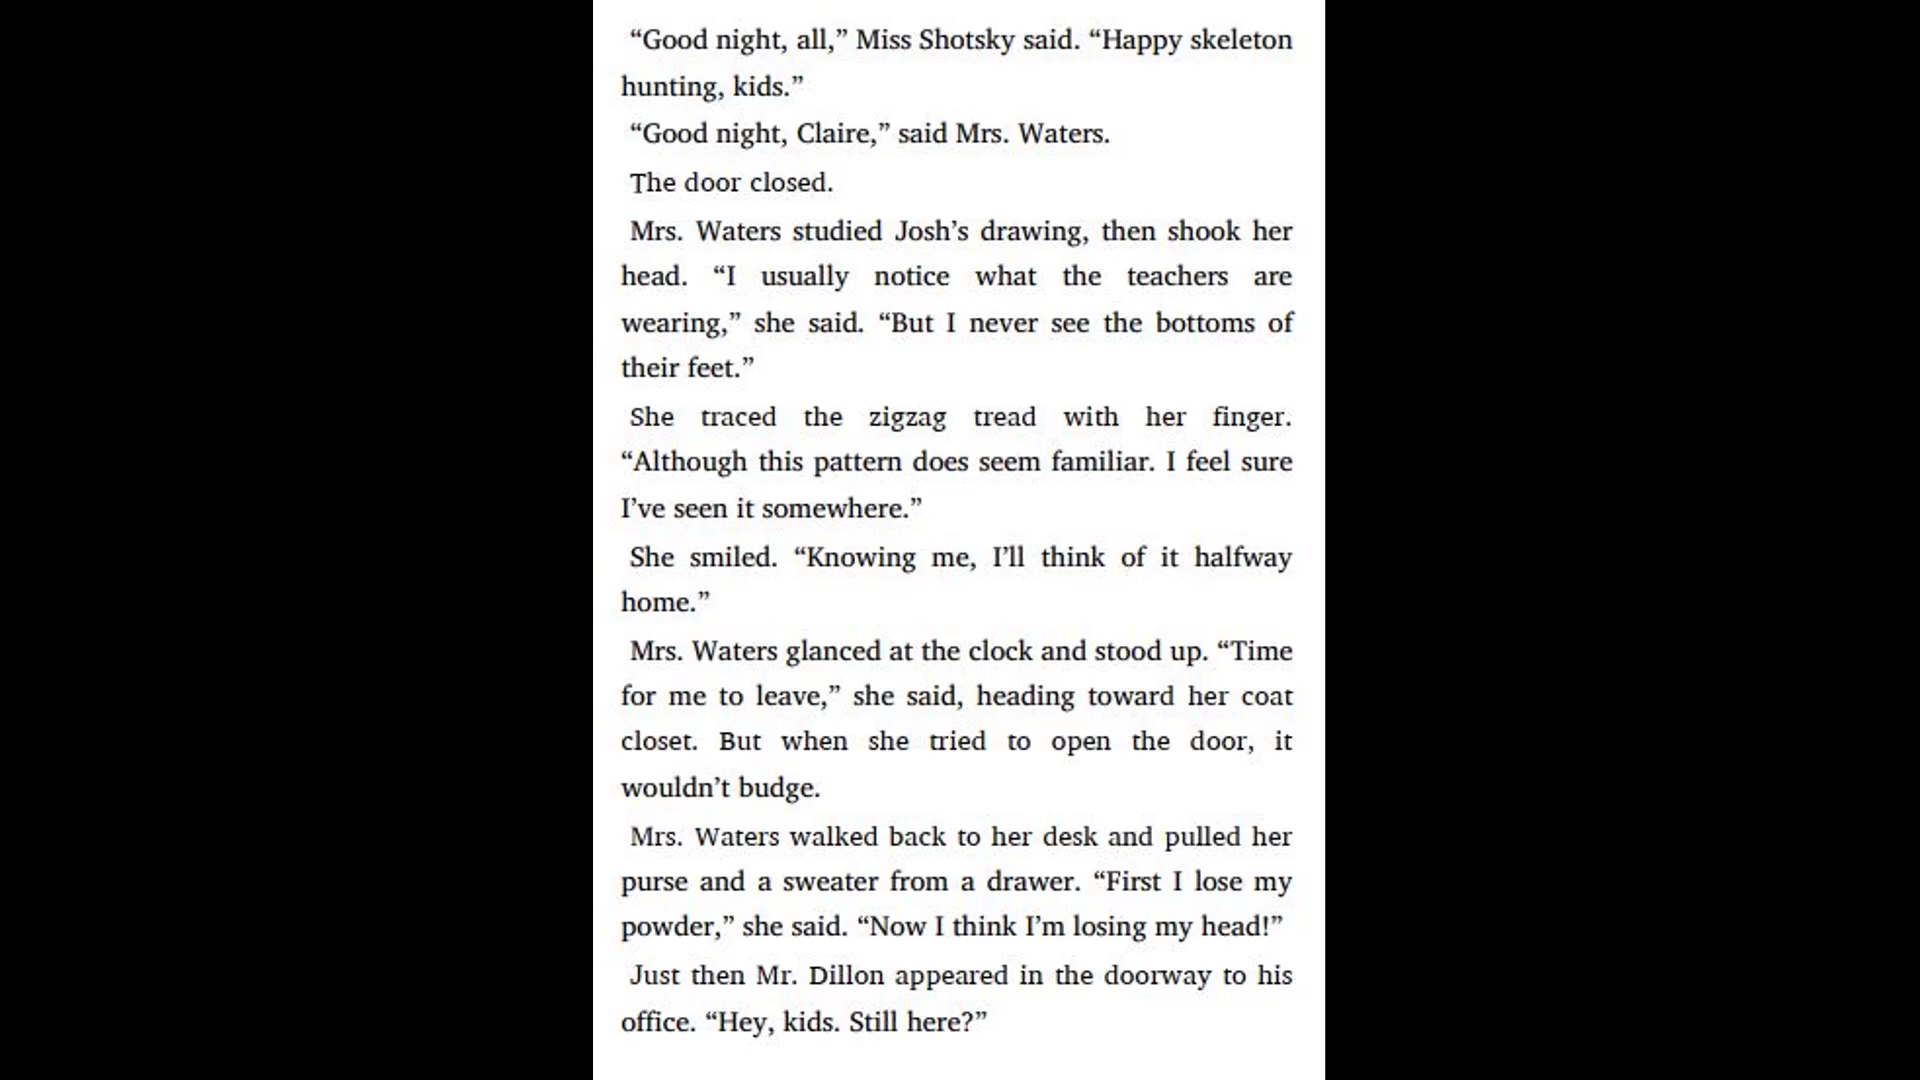 “Good night, all,” Miss Shotsky said. “Happy skeleton
hunting, kids.”
“Good night, Claire,” said Mrs. Waters.
The door closed.
Mrs. Waters studied Josh’s drawing, then shook her
head. “I usually notice what the teachers are
wearing,” she said. “But I never see the bottoms of
their feet.”
She traced the zigzag tread with her finger.
“Although this pattern does seem familiar. I feel sure
I’ve seen it somewhere.”
She smiled. “Knowing me, I’ll think of it halfway
home.”
Mrs. Waters glanced at the clock and stood up. “Time
for me to leave,” she said, heading toward her coat
closet. But when she tried to open the door, it
wouldn’t budge.
Mrs. Waters walked back to her desk and pulled her
purse and a sweater from a drawer. “First I lose my
powder,” she said. “Now I think I’m losing my head!”
Just then Mr. Dillon appeared in the doorway to his
office. “Hey, kids. Still here?”